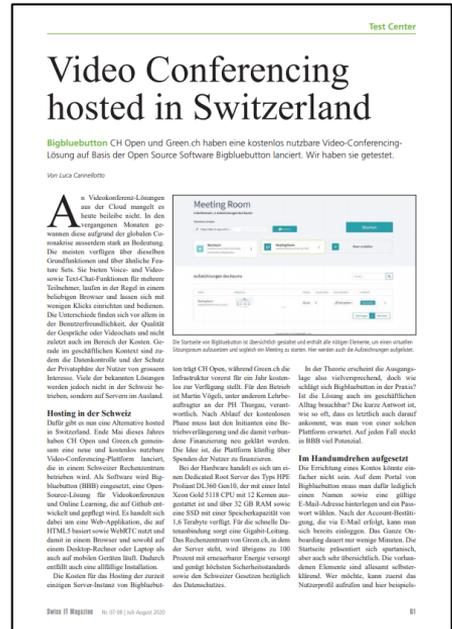 Test Center
Video Conferencing
hosted in Switzerland
Bigbluebutton CH Open und Green.ch haben eine kostenlos nutzbare Video-Conferencing-
Lösung auf Basis der Open Source Software Bigbluebutton lanciert. Wir haben sie getestet.
Von Luca Cannellotto
An Videokonferenz-Lösungen
aus der Cloud mangelt es
heute beileibe nicht. In den
vergangenen Monaten ge-
wannen diese aufgrund der globalen Co-
ronakrise ausserdem stark an Bedeutung.
Die meisten verfügen über dieselben
Grundfunktionen und über ähnliche Fea-
ture Sets. Sie bieten Voice- und Video-
sowie Text-Chat-Funktionen für mehrere
Teilnehmer, laufen in der Regel in einem
beliebigen Browser und lassen sich mit
wenigen Klicks einrichten und bedienen.
Die Unterschiede finden sich vor allem in
der Benutzerfreundlichkeit, der Qualität
der Gespräche oder Videochats und nicht
zuletzt auch im Bereich der Kosten. Ge-
rade im geschäftlichen Kontext sind zu-
dem die Datenkontrolle und der Schutz
der Privatsphäre der Nutzer von grossem
Interesse. Viele der bekannten Lösungen
werden jedoch nicht in der Schweiz be-
trieben, sondern auf Servern im Ausland.
Hosting in der Schweiz
Dafür gibt es nun eine Alternative hosted
in Switzerland. Ende Mai dieses Jahres
haben CH Open und Green.ch gemein-
sam eine neue und kostenlos nutzbare
Video-Conferencing-Plattform lanciert,
die in einem Schweizer Rechenzentrum
betrieben wird. Als Software wird Big-
bluebutton (BBB) eingesetzt, eine Open-
Source-Lösung für Videokonferenzen
und Online Learning, die auf Github ent-
wickelt und gepflegt wird. Es handelt sich
dabei um eine Web-Applikation, die auf
HTML5 basiert sowie WebRTC nutzt und
damit in einem Browser und sowohl auf
einem Desktop-Rechner oder Laptop als
auch auf mobilen Geräten läuft. Dadurch
entfällt auch eine allfällige Installation.
Die Kosten für das Hosting der zurzeit
einzigen Server-Instanz von Bigbluebut-
Meeting Room
Starten
Aufzeichnungen des Raums
Die Startseite von Bigbluebutton ist übersichtlich gestaltet und enthält alle nötigen Elemente, um einen virtuellen
Sitzungsraum aufzusetzen und sogleich ein Meeting zu starten. Hier werden auch die Aufzeichnungen aufgelistet.
ton trägt CH Open, während Green.ch die
Infrastruktur vorerst für ein Jahr kosten-
los zur Verfügung stellt. Für den Betrieb
ist Martin Vögeli, unter anderem Lehrbe-
auftragter an der PH Thurgau, verant-
wortlich. Nach Ablauf der kostenlosen
Phase muss laut den Initianten eine Be-
triebsverlängerung und die damit verbun-
dene Finanzierung neu geklärt werden.
Die Idee ist, die Plattform künftig über
Spenden der Nutzer zu finanzieren.
Bei der Hardware handelt es sich um ei-
nen Dedicated Root Server des Typs HPE
Proliant DL360 Gen10, der mit einer Intel
Xeon Gold 5118 CPU mit 12 Kernen aus-
gestattet ist und über 32 GB RAM sowie
eine SSD mit einer Speicherkapazität von
1,6 Terabyte verfügt. Für die schnelle Da-
tenanbindung sorgt eine Gigabit-Leitung.
Das Rechenzentrum von Green.ch, in dem
der Server steht, wird übrigens zu 100
Prozent mit erneuerbarer Energie versorgt
und genügt höchsten Sicherheitsstandards
sowie den Schweizer Gesetzen bezüglich
des Datenschutzes.
In der Theorie erscheint die Ausgangs-
lage also vielversprechend, doch wie
schlägt sich Bigbluebutton in der Praxis?
Ist die Lösung auch im geschäftlichen
Alltag brauchbar? Die kurze Antwort ist,
wie so oft, dass es letztlich auch darauf
ankommt, was man von einer solchen
Plattform erwartet. Auf jeden Fall steckt
in BBB viel Potenzial.
Im Handumdrehen aufgesetzt
Die Errichtung eines Kontos könnte ein-
facher nicht sein. Auf dem Portal von
Bigbluebutton muss man dafür lediglich
einen Namen sowie eine gültige
E-Mail-Adresse hinterlegen und ein Pass-
wort wählen. Nach der Account-Bestäti-
gung, die via E-Mail erfolgt, kann man
sich bereits einloggen. Das Ganze On-
boarding dauert nur wenige Minuten. Die
Startseite präsentiert sich spartanisch,
aber auch sehr übersichtlich. Die vorhan-
denen Elemente sind allesamt selbster-
klärend. Wer möchte, kann zuerst das
Nutzerprofil aufrufen und hier beispiels-
Swiss IT Magazine Nr. 07-08 | Juli-August 2020
61